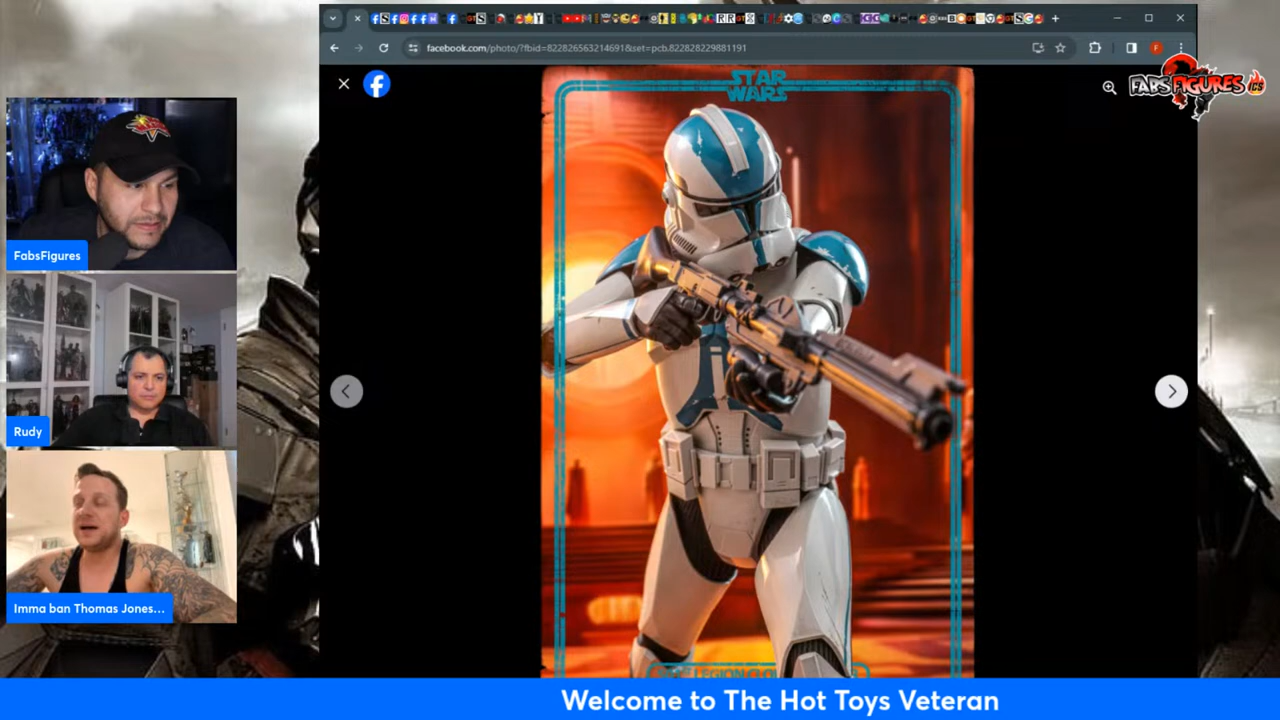 facebook.com/photo/?fbid=822826563214691&set=pcb.822828229881191
STAR
WARS
FABSFIGURES
FabsFigures
Rudy
Imma ban Thomas Jones...
LEGION
Welcome to The Hot Toys Veteran